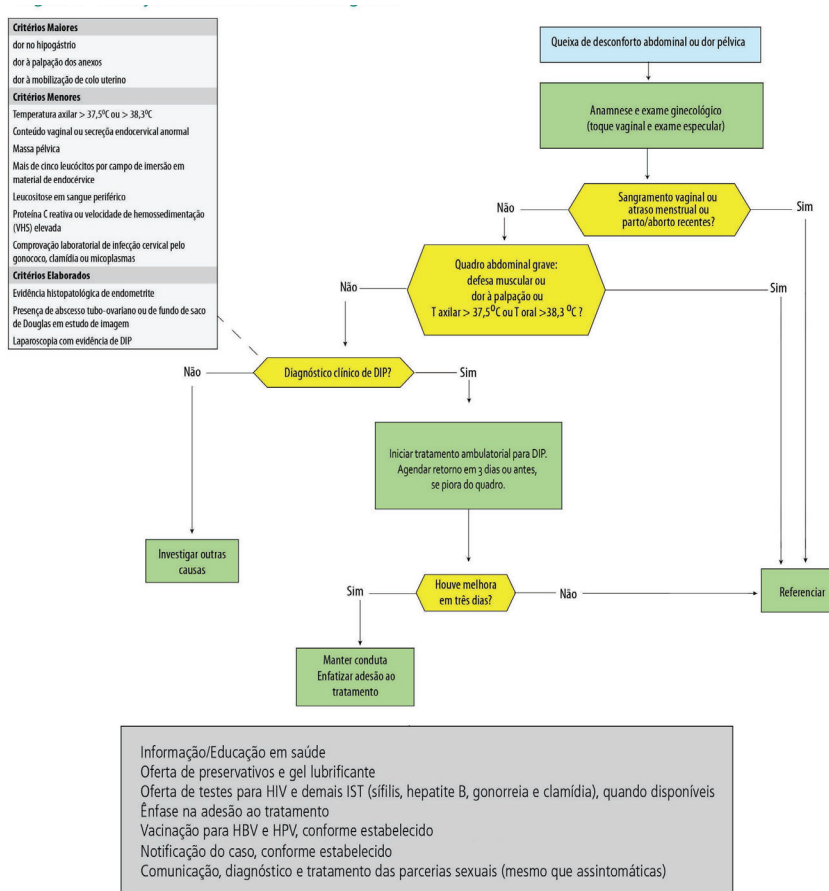 Critérios Maiores
dor no hipogástrio
dor à palpação dos anexos
dor à mobilização de colo uterino
Critérios Menores
Temperatura axilar > 37,5ºC ou > 38,3ºC
Conteúdo vaginal ou secreção endocervical anormal
Massa pélvica
Mais de cinco leucócitos por campo de imersão em
material de endocérvice
Leucositose em sangue periférico
Proteína C reativa ou velocidade de hemossedimentação
(VHS) elevada
Comprovação laboratorial de infecção cervical pelo
gonococo, clamídia ou micoplasmas
Critérios Elaborados
Evidência histopatológica de endometrite
Presença de abscesso tubo-ovariano ou de fundo de saco
de Douglas em estudo de imagem
Laparoscopia com evidência de DIP
Queixa de desconforto abdominal ou dor pélvica
Anamnese e exame ginecológico
(toque vaginal e exame especular)
Sangramento vaginal ou
atraso menstrual ou
parto/aborto recentes?
Não
Sim
Quadro abdominal grave:
defesa muscular ou
dor à palpação ou
T axilar > 37,5ºC ou T oral >38,3 ºC ?
Não
Sim
Diagnóstico clínico de DIP?
Não
Sim
Iniciar tratamento ambulatorial para DIP.
Agendar retorno em 3 dias ou antes,
se piora do quadro.
Investigar outras
causas
Houve melhora
em três dias?
Sim
Não
Referenciar
Manter conduta
Enfatizar adesão ao
tratamento
Informação/Educação em saúde
Oferta de preservativos e gel lubrificante
Oferta de testes para HIV e demais IST (sífilis, hepatite B, gonorreia e clamídia), quando disponíveis
Ênfase na adesão ao tratamento
Vacinação para HBV e HPV, conforme estabelecido
Notificação do caso, conforme estabelecido
Comunicação, diagnóstico e tratamento das parcerias sexuais (mesmo que assintomáticas)